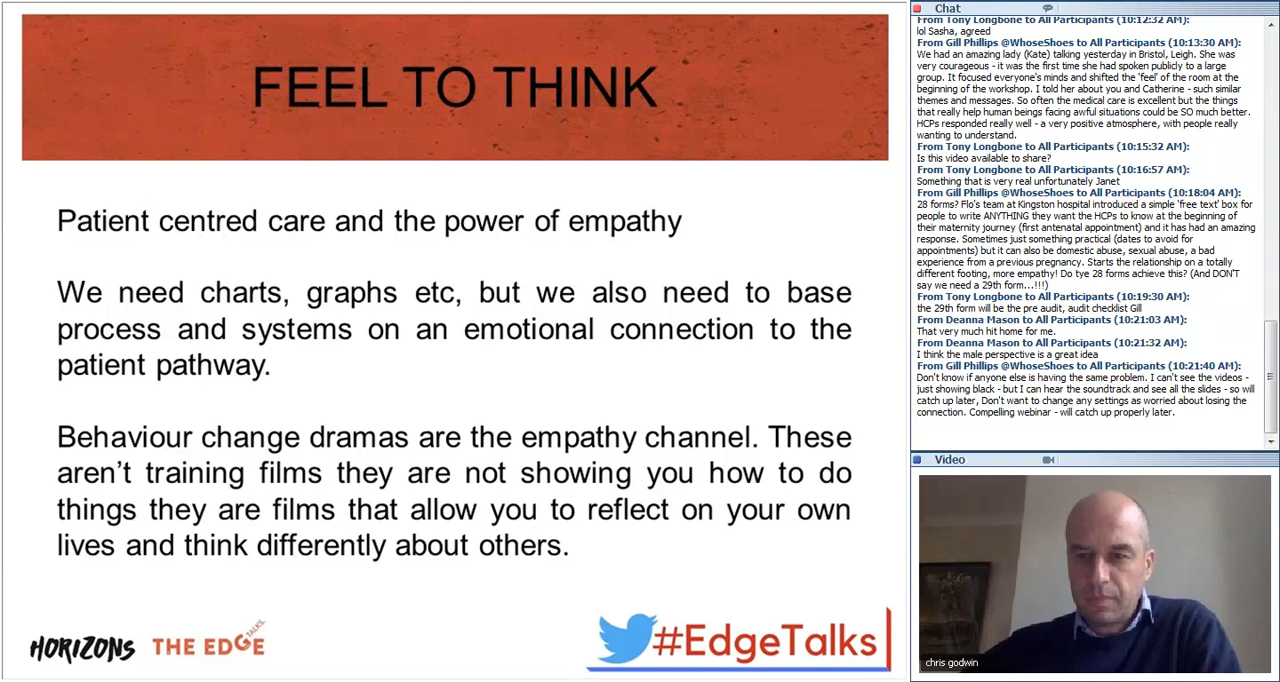 FEEL TO THINK
Patient centred care and the power of empathy
We need charts, graphs etc, but we also need to base
process and systems on an emotional connection to the
patient pathway.
Behaviour change dramas are the empathy channel. These
aren't training films they are not showing you how to do
things they are films that allow you to reflect on your own
lives and think differently about others.
HORIZONS
THE EDGE
TALKS
#EdgeTalks
Chat
From Tony Longbone to All Participants (10:12:32 AM):
lol Sasha, agreed
From Gill Phillips @WhoseShoes to All Participants (10:13:30 AM):
We had an amazing lady (Kate) talking yesterday in Bristol, Leigh. She was
very courageous - it was the first time she had spoken publicly to a large
group. It focused everyone's minds and shifted the 'feel' of the room at the
beginning of the workshop. I told her about you and Catherine - such similar
themes and messages. So often the medical care is excellent but the things
that really help human beings facing awful situations could be SO much better.
HCPs responded really well - a very positive atmosphere, with people really
wanting to understand.
From Tony Longbone to All Participants (10:15:32 AM):
Is this video available to share?
From Tony Longbone to All Participants (10:16:57 AM):
Something that is very real unfortunately Janet
From Gill Phillips @WhoseShoes to All Participants (10:18:04 AM):
28 forms? Flo's team at Kingston hospital introduced a simple 'free text' box for
people to write ANYTHING they want the HCPs to know at the beginning of
their maternity journey (first antenatal appointment) and it has had an amazing
response. Sometimes just something practical (dates to avoid for
appointments) but it can also be domestic abuse, sexual abuse, a bad
experience from a previous pregnancy. Starts the relationship on a totally
different footing, more empathy! Do tye 28 forms achieve this? (And DON'T
say we need a 29th form...!!!)
From Tony Longbone to All Participants (10:19:30 AM):
the 29th form will be the pre audit, audit checklist Gill
From Deanna Mason to All Participants (10:21:03 AM):
That very much hit home for me.
From Deanna Mason to All Participants (10:21:32 AM):
I think the male perspective is a great idea
From Gill Phillips @WhoseShoes to All Participants (10:21:40 AM):
Don't know if anyone else is having the same problem. I can't see the videos -
just showing black - but I can hear the soundtrack and see all the slides - so will
catch up later, Don't want to change any settings as worried about losing the
connection. Compelling webinar - will catch up properly later.
Video
chris godwin